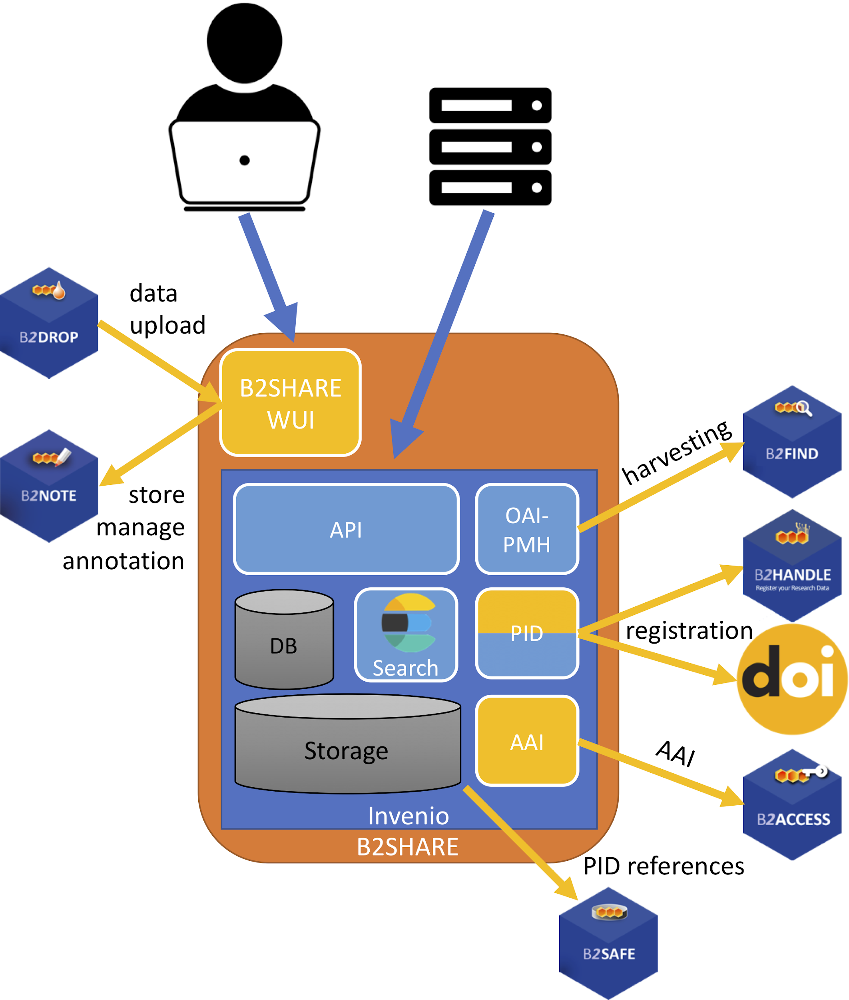 data
upload
B2DROP
B2SHARE
WUI
B2NOTE
store
manage
annotation
harvesting
B2FIND
API
OAI-
PMH
B2HANDLE
Register your Research Data
DB
Search
PID
registration
doi
Storage
AAI
AAI
B2ACCESS
Invenio
B2SHARE
PID references
B2SAFE